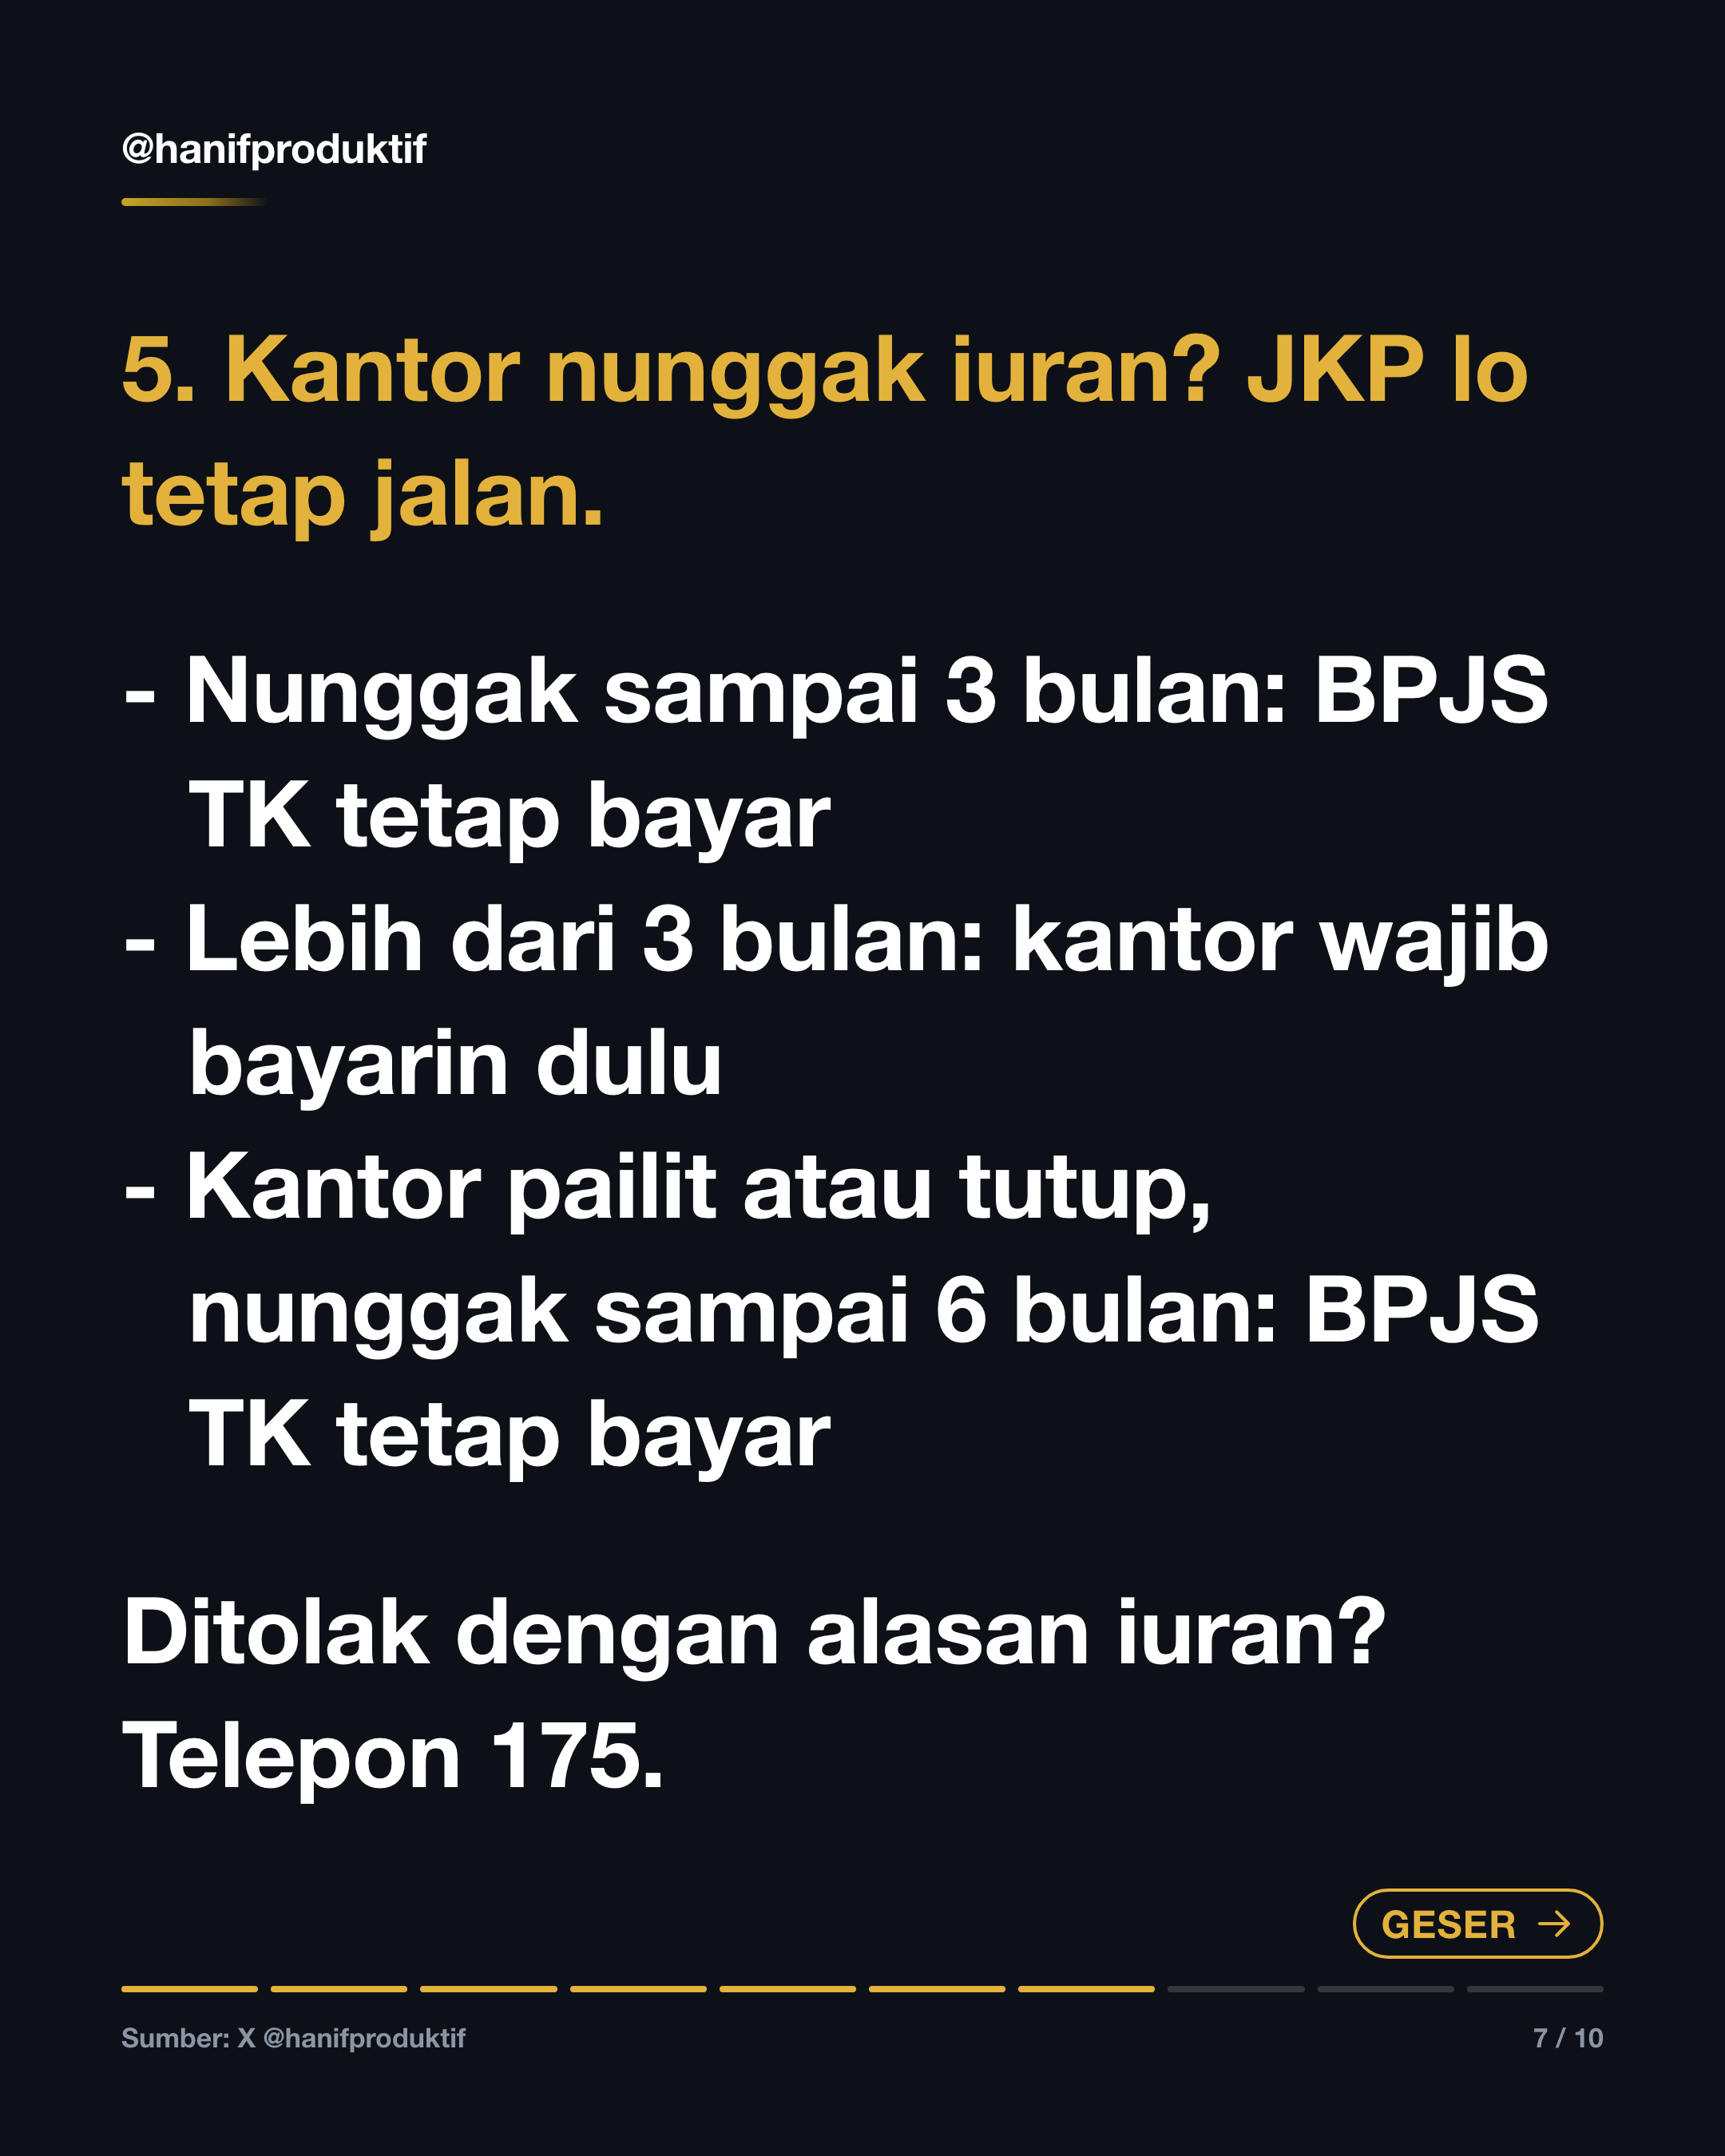 @hanifproduktif
5. Kantor nunggak iuran? JKP lo
tetap jalan.
- Nunggak sampai 3 bulan: BPJS
TK tetap bayar
- Lebih dari 3 bulan: kantor wajib
bayarin dulu
- Kantor pailit atau tutup,
nunggak sampai 6 bulan: BPJS
TK tetap bayar
Ditolak dengan alasan iuran?
Telepon 175.
GESER →
Sumber: X @hanifproduktif
7 / 10